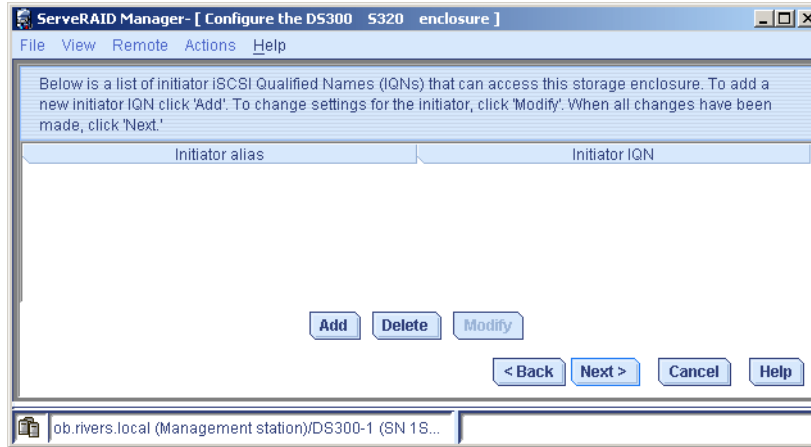 ServeRAID Manager- [ Configure the DS300 S320 enclosure ]
File View Remote Actions Help
Below is a list of initiator iSCSI Qualified Names (IQNs) that can access this storage enclosure. To add a
new initiator IQN click 'Add'. To change settings for the initiator, click 'Modify'. When all changes have been
made, click 'Next.'
Initiator alias Initiator IQN
Add Delete Modify
< Back Next > Cancel Help
ob.rivers.local (Management station)/DS300-1 (SN 1S...